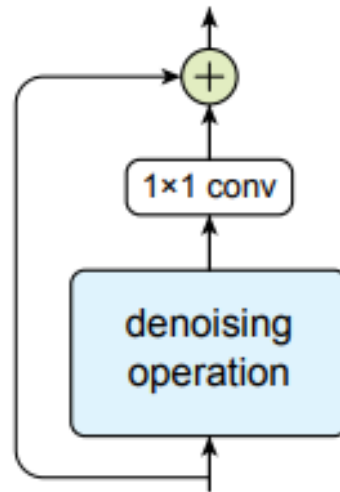 +
1×1 conv
denoising
operation